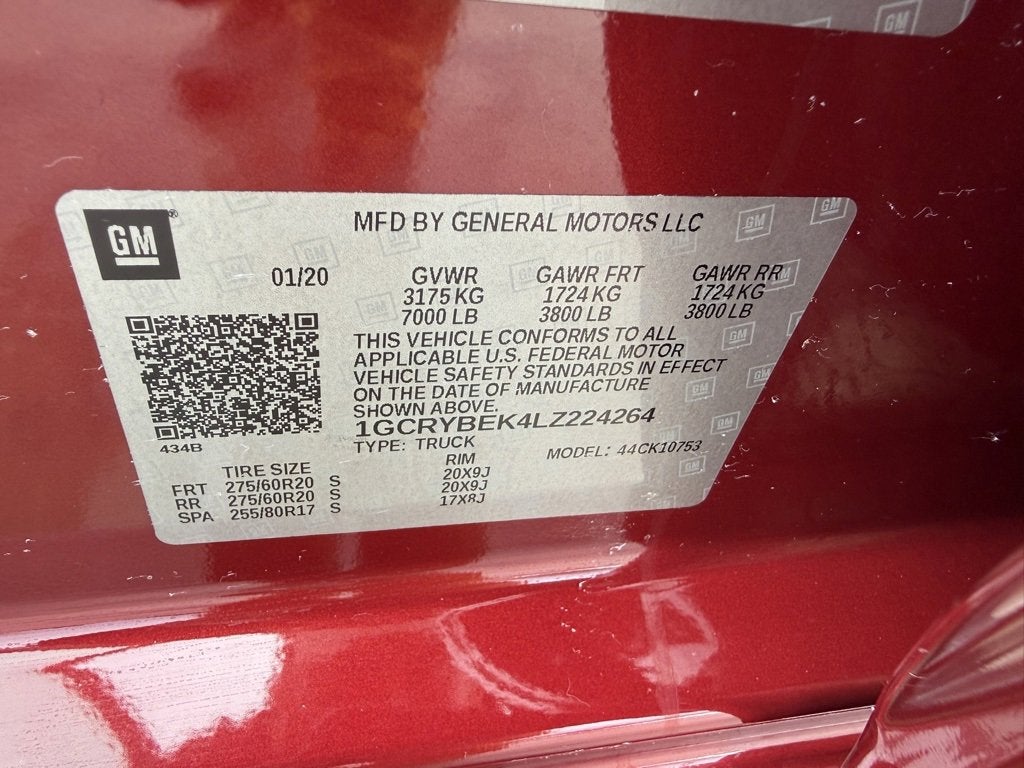 GM
MFD BY GENERAL MOTORS LLC
01/20 GVWR GAWR FRT GAWR RR
3175 KG 1724 KG 1724 KG
7000 LB 3800 LB 3800 LB
THIS VEHICLE CONFORMS TO ALL
APPLICABLE U.S. FEDERAL MOTOR
VEHICLE SAFETY STANDARDS IN EFFECT
ON THE DATE OF MANUFACTURE
SHOWN ABOVE.
1GCRYBEK4LZ224264
434B
TYPE: TRUCK MODEL: 44CK10753
TIRE SIZE RIM
FRT 275/60R20 S 20X9J
RR 275/60R20 S 20X9J
SPA 255/80R17 S 17X8J